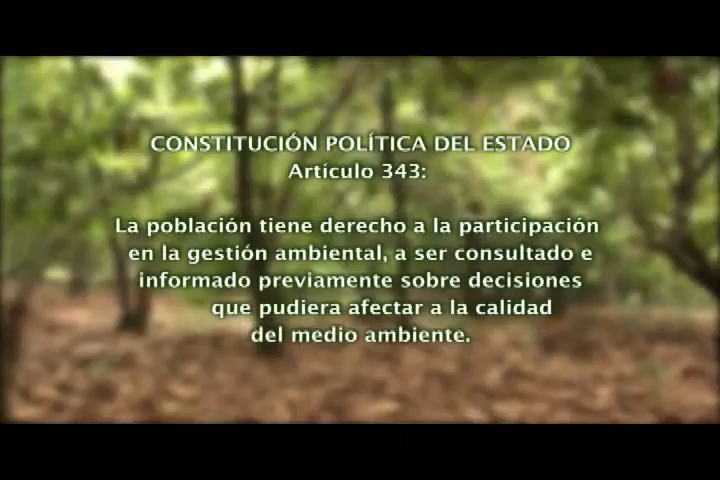 CONSTITUCIÓN POLÍTICA DEL ESTADO
Artículo 343:
La población tiene derecho a la participación
en la gestión ambiental, a ser consultado e
informado previamente sobre decisiones
que pudiera afectar a la calidad
del medio ambiente.